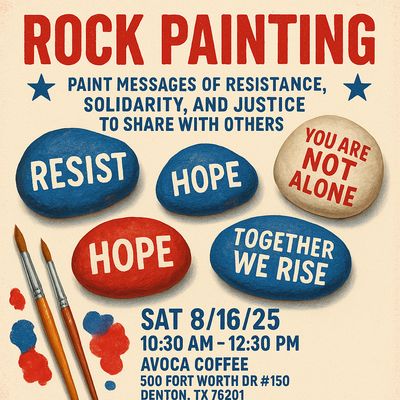 ROCK PAINTING
PAINT MESSAGES OF RESISTANCE,
SOLIDARITY, AND JUSTICE
TO SHARE WITH OTHERS
RESIST
HOPE
YOU ARE
NOT
ALONE
HOPE
TOGETHER
WE RISE
SAT 8/16/25
10:30 AM – 12:30 PM
AVOCA COFFEE
500 FORT WORTH DR #150
DENTON, TX 76201